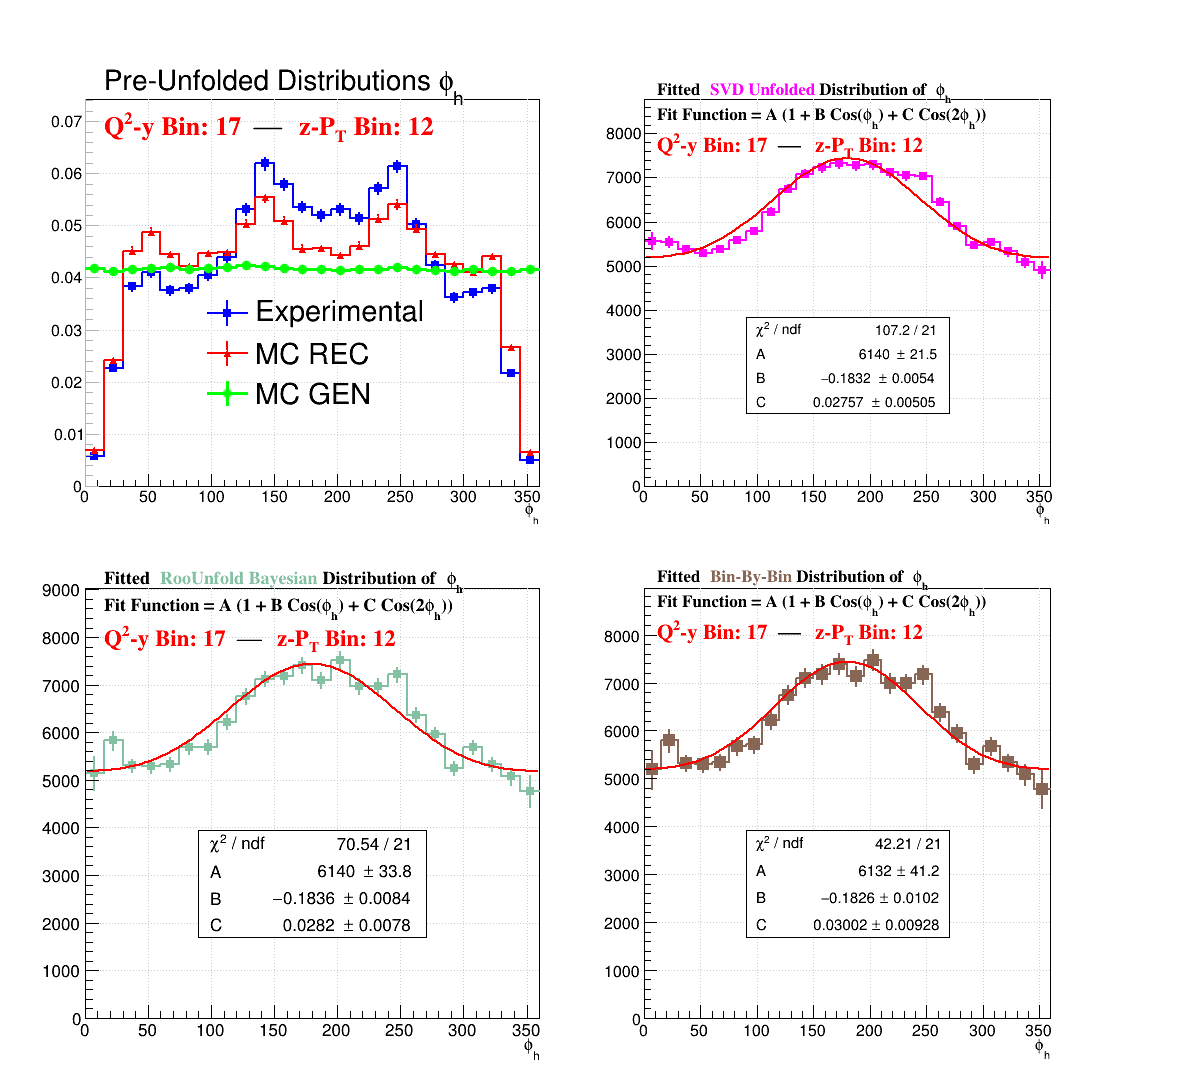 Pre-Unfolded Distributions ϕh
Q²-y Bin: 17 — z-PT Bin: 12
0.07
0.06
0.05
0.04
0.03
0.02
0.01
0
Experimental
MC REC
MC GEN
0 50 100 150 200 250 300 350
ϕh
Fitted SVD Unfolded Distribution of ϕh
Fit Function = A (1 + B Cos(ϕh) + C Cos(2ϕh))
Q²-y Bin: 17 — z-PT Bin: 12
8000
7000
6000
5000
4000
3000
2000
1000
0
χ² / ndf 107.2 / 21
A 6140 ± 21.5
B −0.1832 ± 0.0054
C 0.02757 ± 0.00505
0 50 100 150 200 250 300 350
ϕh
Fitted RooUnfold Bayesian Distribution of ϕh
Fit Function = A (1 + B Cos(ϕh) + C Cos(2ϕh))
Q²-y Bin: 17 — z-PT Bin: 12
9000
8000
7000
6000
5000
4000
3000
2000
1000
0
χ² / ndf 70.54 / 21
A 6140 ± 33.8
B −0.1836 ± 0.0084
C 0.0282 ± 0.0078
0 50 100 150 200 250 300 350
ϕh
Fitted Bin-By-Bin Distribution of ϕh
Fit Function = A (1 + B Cos(ϕh) + C Cos(2ϕh))
Q²-y Bin: 17 — z-PT Bin: 12
8000
7000
6000
5000
4000
3000
2000
1000
0
χ² / ndf 42.21 / 21
A 6132 ± 41.2
B −0.1826 ± 0.0102
C 0.03002 ± 0.00928
0 50 100 150 200 250 300 350
ϕh